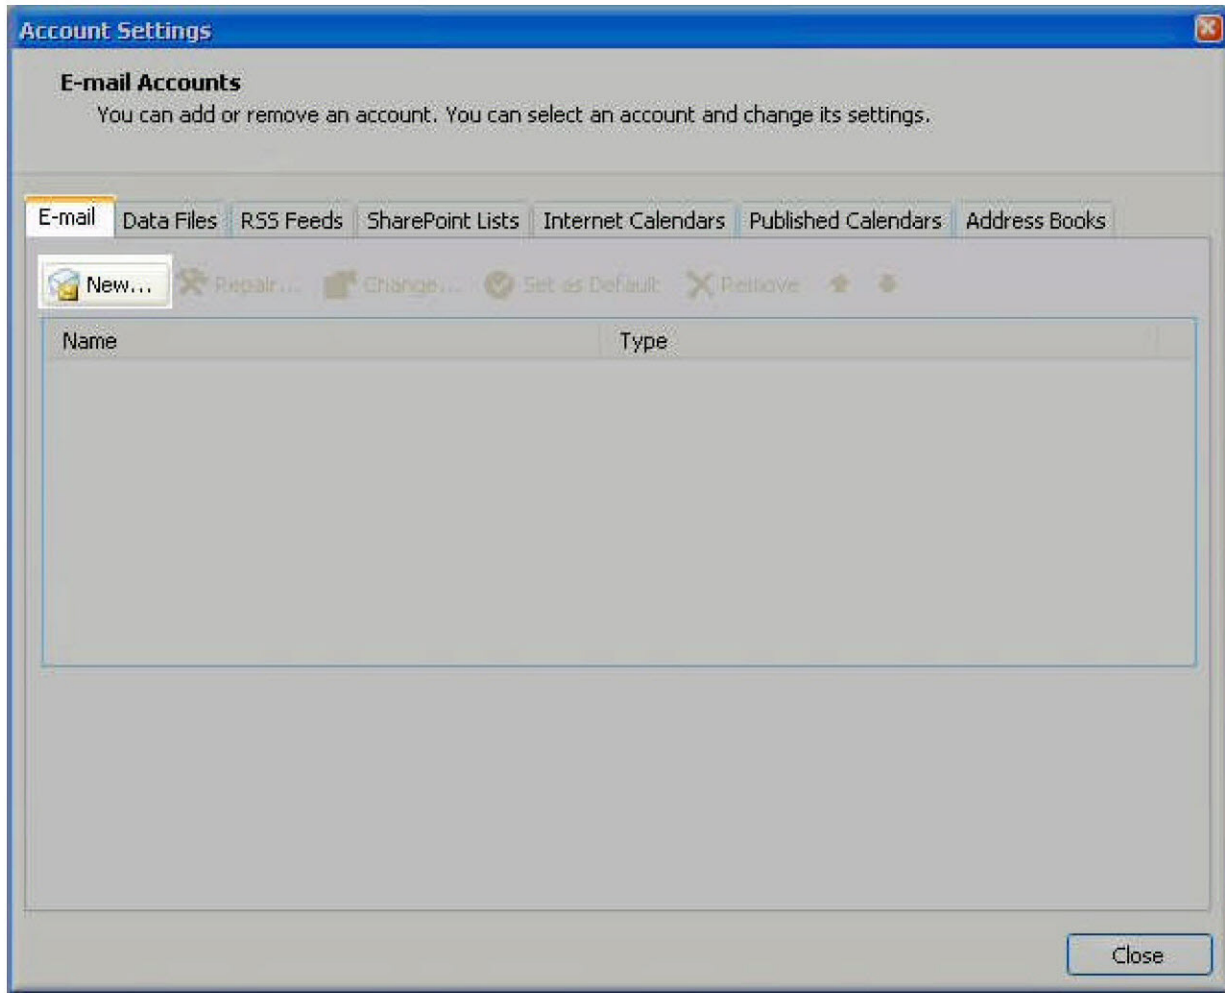 Account Settings
E-mail Accounts
You can add or remove an account. You can select an account and change its settings.
E-mail Data Files RSS Feeds SharePoint Lists Internet Calendars Published Calendars Address Books
New... Repair... Change... Set as Default Remove
Name Type
Close